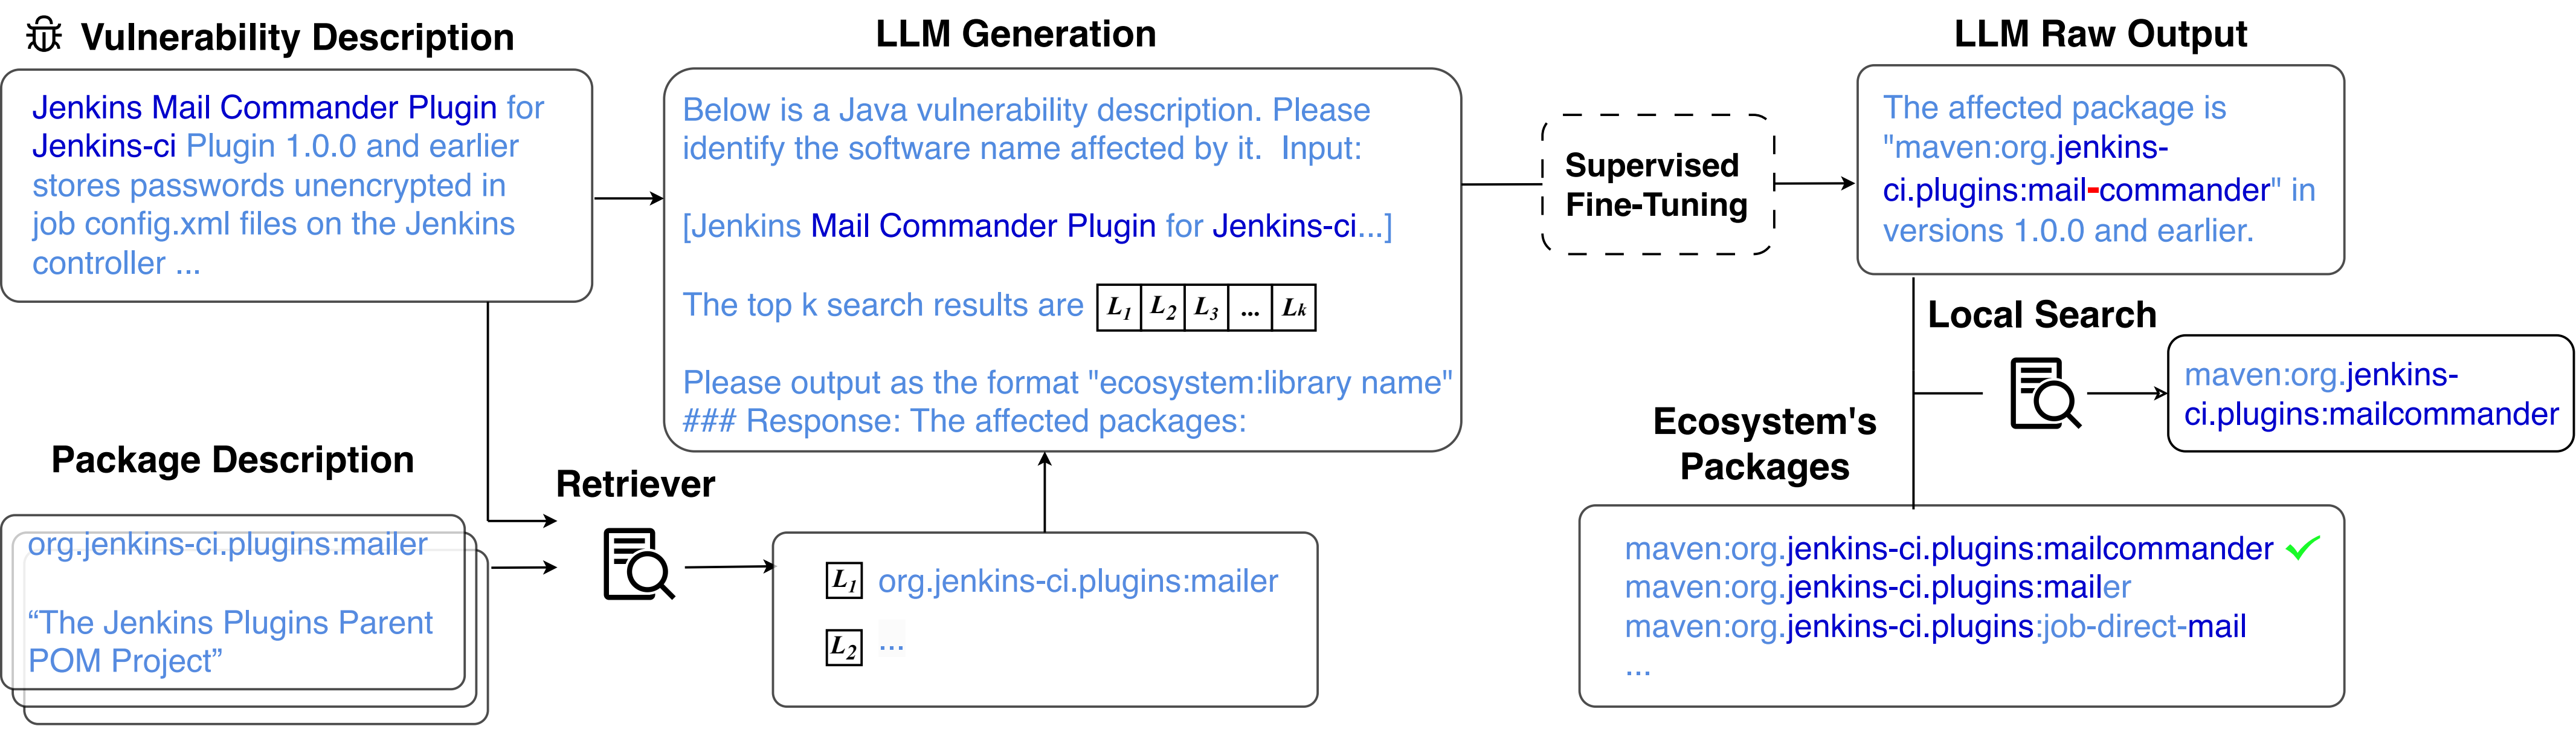 Vulnerability Description
Jenkins Mail Commander Plugin for
Jenkins-ci Plugin 1.0.0 and earlier
stores passwords unencrypted in
job config.xml files on the Jenkins
controller ...
Package Description
org.jenkins-ci.plugins:mailer
“The Jenkins Plugins Parent
POM Project”
Retriever
L1 org.jenkins-ci.plugins:mailer
L2 ...
LLM Generation
Below is a Java vulnerability description. Please
identify the software name affected by it. Input:
[Jenkins Mail Commander Plugin for Jenkins-ci...]
The top k search results are L1 L2 L3 ... Lk
Please output as the format "ecosystem:library name"
### Response: The affected packages:
Supervised
Fine-Tuning
LLM Raw Output
The affected package is
"maven:org.jenkins-
ci.plugins:mail-commander" in
versions 1.0.0 and earlier.
Local Search
maven:org.jenkins-
ci.plugins:mailcommander
Ecosystem's
Packages
maven:org.jenkins-ci.plugins:mailcommander
maven:org.jenkins-ci.plugins:mailer
maven:org.jenkins-ci.plugins:job-direct-mail
...